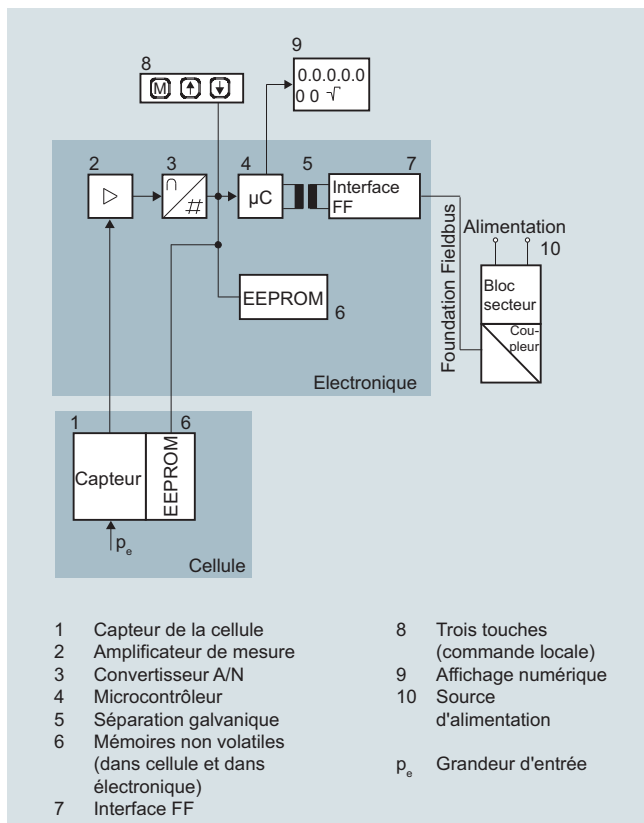 9
8
0.0.0.0.0
0 0 √
M
2
3
4
5
7
∩
#
µC
Interface
FF
Foundation Fieldbus
Alimentation
10
Bloc
secteur
Cou-
pleur
EEPROM
6
Electronique
1
6
Capteur
EEPROM
pe
Cellule
1 Capteur de la cellule
2 Amplificateur de mesure
3 Convertisseur A/N
4 Microcontrôleur
5 Séparation galvanique
6 Mémoires non volatiles
(dans cellule et dans
électronique)
7 Interface FF
8 Trois touches
(commande locale)
9 Affichage numérique
10 Source
d'alimentation
pe Grandeur d'entrée